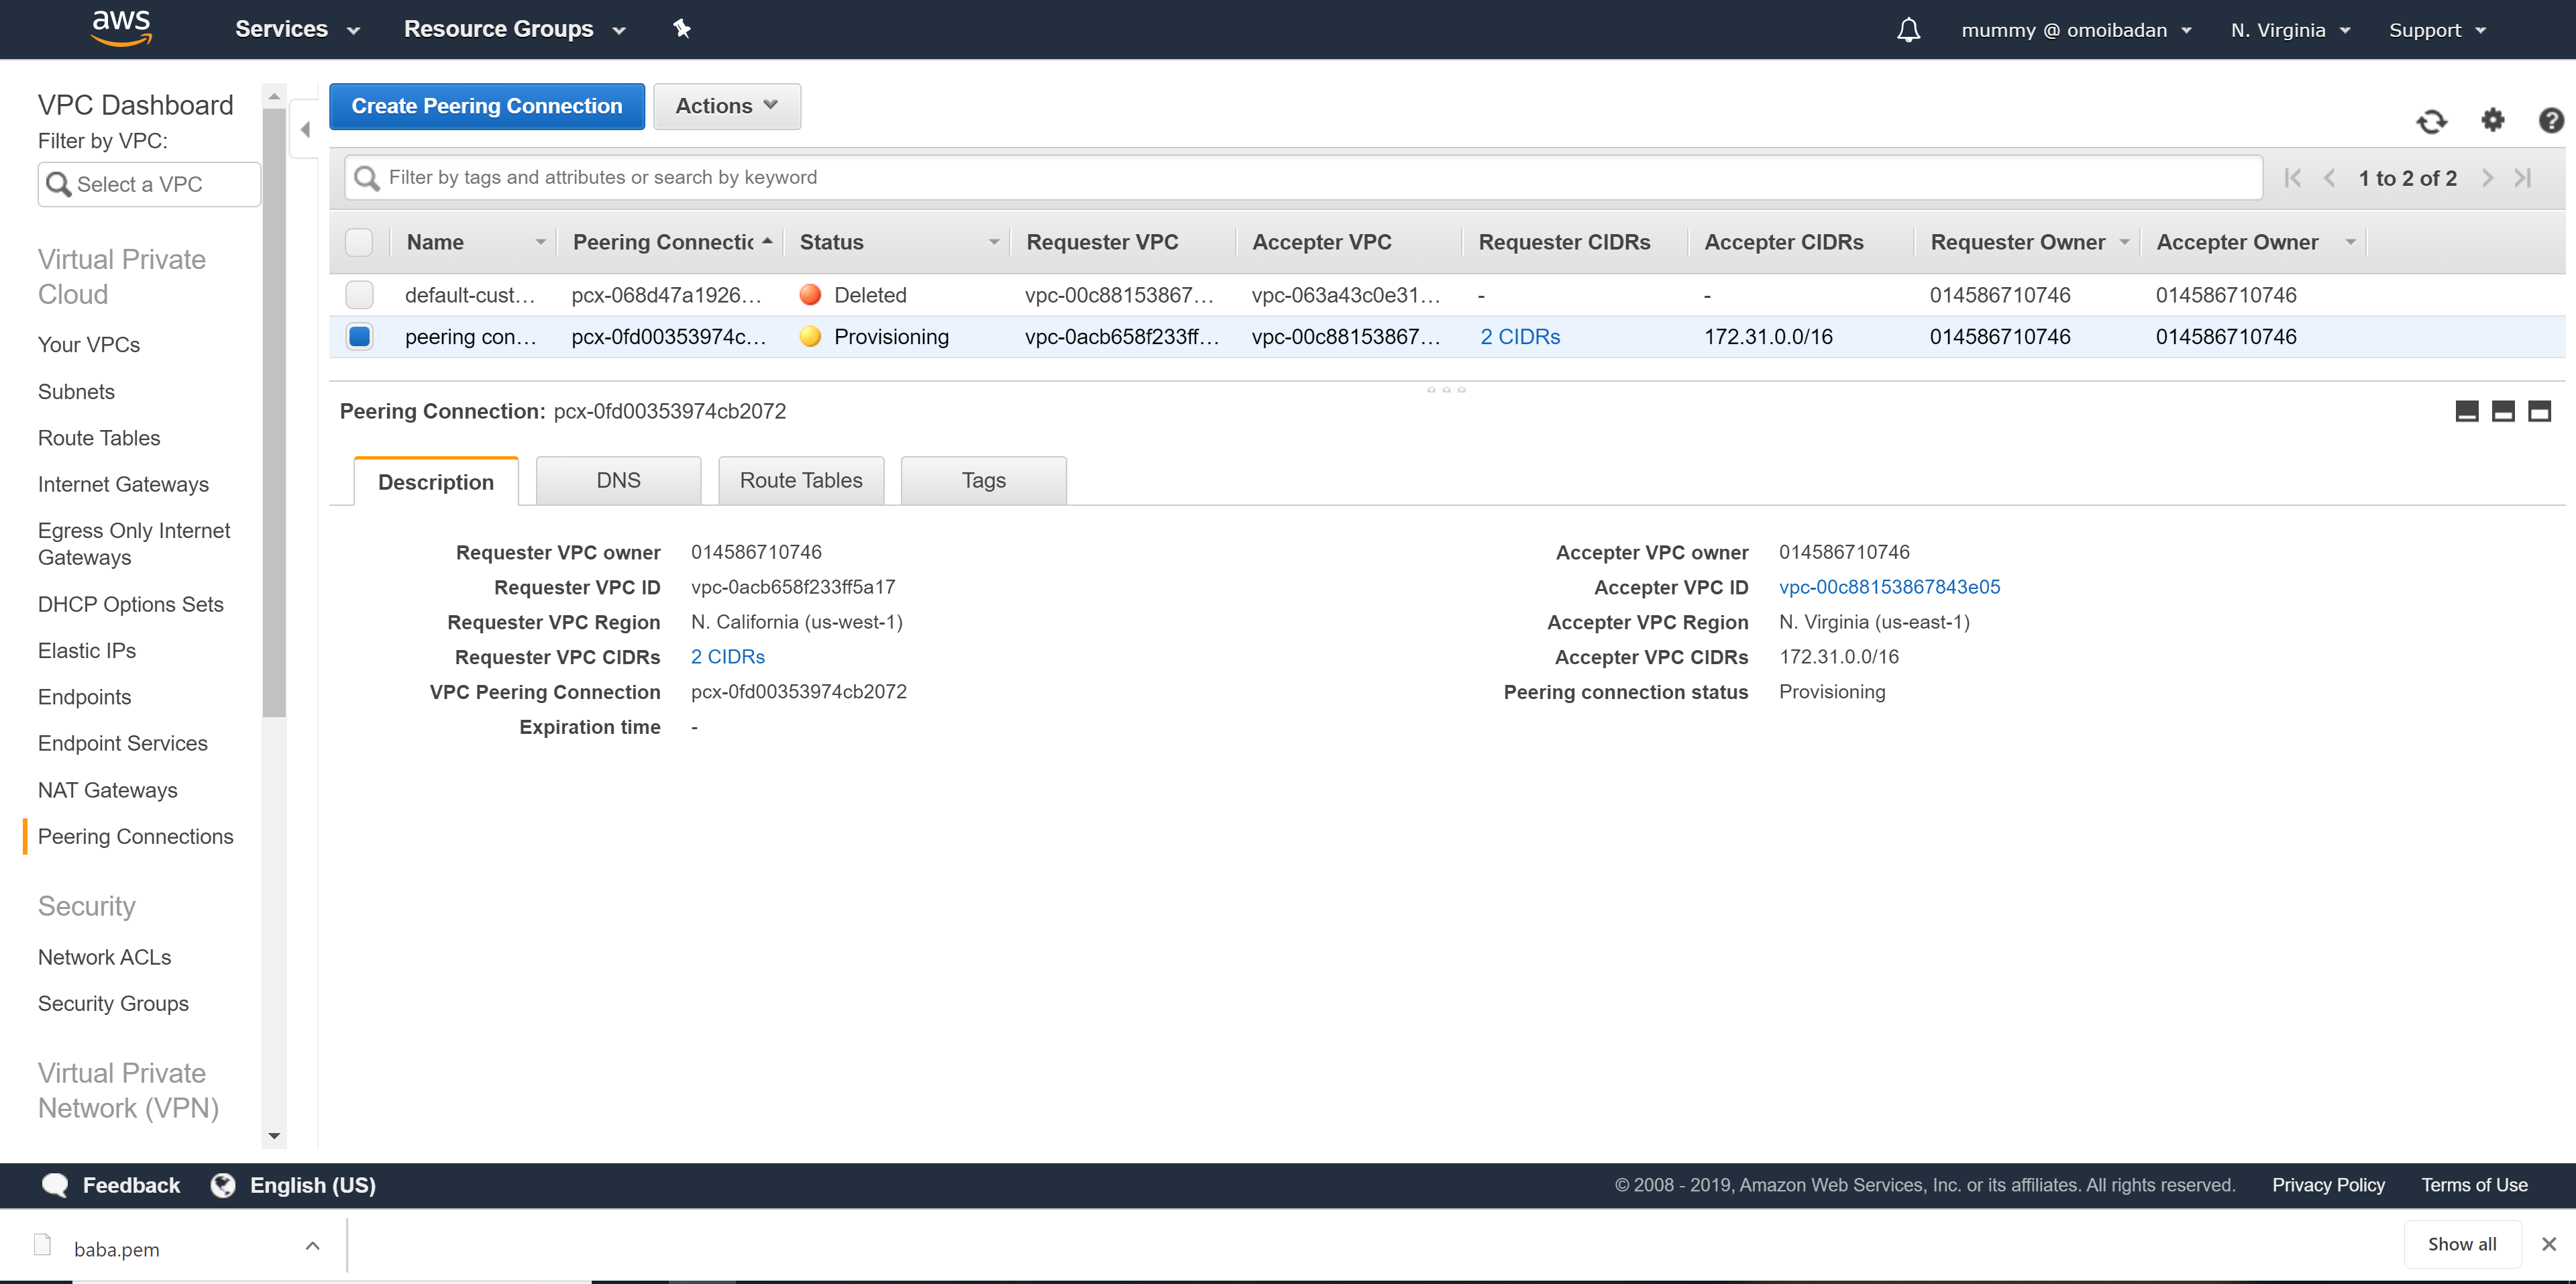 aws
Services
Resource Groups
mummy @ omoibadan
N. Virginia
Support
VPC Dashboard
Filter by VPC:
Select a VPC
Virtual Private
Cloud
Your VPCs
Subnets
Route Tables
Internet Gateways
Egress Only Internet
Gateways
DHCP Options Sets
Elastic IPs
Endpoints
Endpoint Services
NAT Gateways
Peering Connections
Security
Network ACLs
Security Groups
Virtual Private
Network (VPN)
Create Peering Connection
Actions
Filter by tags and attributes or search by keyword
1 to 2 of 2
Name Peering Connectic Status Requester VPC Accepter VPC Requester CIDRs Accepter CIDRs Requester Owner Accepter Owner
default-cust... pcx-068d47a1926... Deleted vpc-00c88153867... vpc-063a43c0e31... - - 014586710746 014586710746
peering con... pcx-0fd00353974c... Provisioning vpc-0acb658f233ff... vpc-00c88153867... 2 CIDRs 172.31.0.0/16 014586710746 014586710746
Peering Connection: pcx-0fd00353974cb2072
Description DNS Route Tables Tags
Requester VPC owner 014586710746
Requester VPC ID vpc-0acb658f233ff5a17
Requester VPC Region N. California (us-west-1)
Requester VPC CIDRs 2 CIDRs
VPC Peering Connection pcx-0fd00353974cb2072
Expiration time -
Accepter VPC owner 014586710746
Accepter VPC ID vpc-00c88153867843e05
Accepter VPC Region N. Virginia (us-east-1)
Accepter VPC CIDRs 172.31.0.0/16
Peering connection status Provisioning
Feedback
English (US)
© 2008 - 2019, Amazon Web Services, Inc. or its affiliates. All rights reserved.
Privacy Policy
Terms of Use
baba.pem
Show all